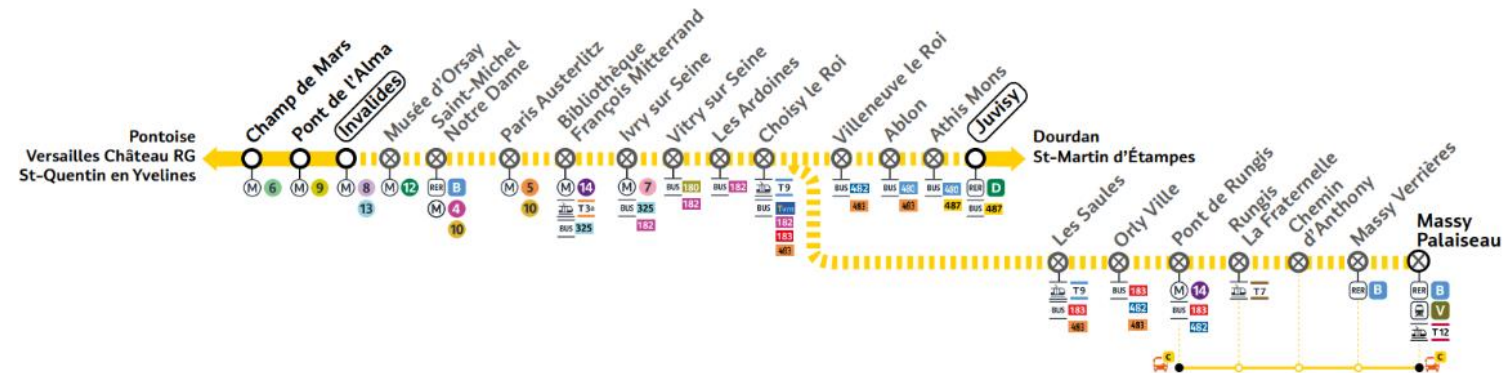 Pontoise
Versailles Château RG
St-Quentin en Yvelines
Champ de Mars
Pont de l'Alma
Invalides
Musée d'Orsay
Saint-Michel
Notre Dame
Paris Austerlitz
Bibliothèque
François Mitterrand
Ivry sur Seine
Vitry sur Seine
Les Ardoines
Choisy le Roi
Villeneuve le Roi
Ablon
Athis Mons
Juvisy
Dourdan
St-Martin d'Étampes
M 6
M 9
M 8
13
M 12
RER B
M 4
10
M 5
10
M 14
T3a
BUS 325
M 7
BUS 325
182
BUS 180
182
BUS 182
T9
BUS Tvm
182
183
483
BUS 482
483
BUS 480
483
BUS 480
487
RER D
BUS 487
Les Saules
Orly Ville
Pont de Rungis
Rungis
La Fraternelle
Chemin
d'Anthony
Massy Verrières
Massy
Palaiseau
T9
BUS 183
483
BUS 183
482
483
M 14
BUS 183
482
T7
RER B
RER B
V
T12
C
C